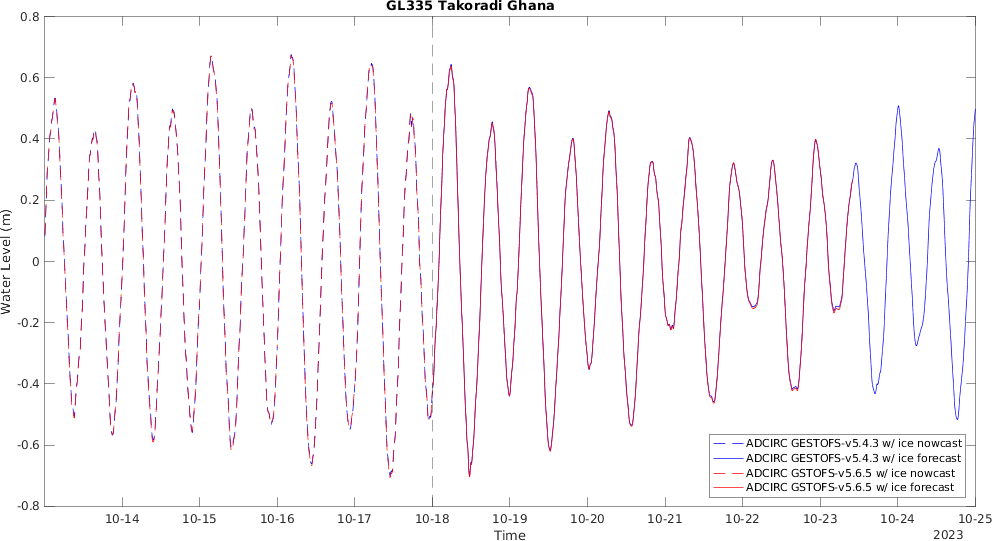 GL335 Takoradi Ghana
0.8
0.6
0.4
0.2
0
-0.2
-0.4
-0.6
-0.8
Water Level (m)
ADCIRC GESTOFS-v5.4.3 w/ ice nowcast
ADCIRC GESTOFS-v5.4.3 w/ ice forecast
ADCIRC GSTOFS-v5.6.5 w/ ice nowcast
ADCIRC GSTOFS-v5.6.5 w/ ice forecast
10-14 10-15 10-16 10-17 10-18 10-19 10-20 10-21 10-22 10-23 10-24 10-25
Time
2023